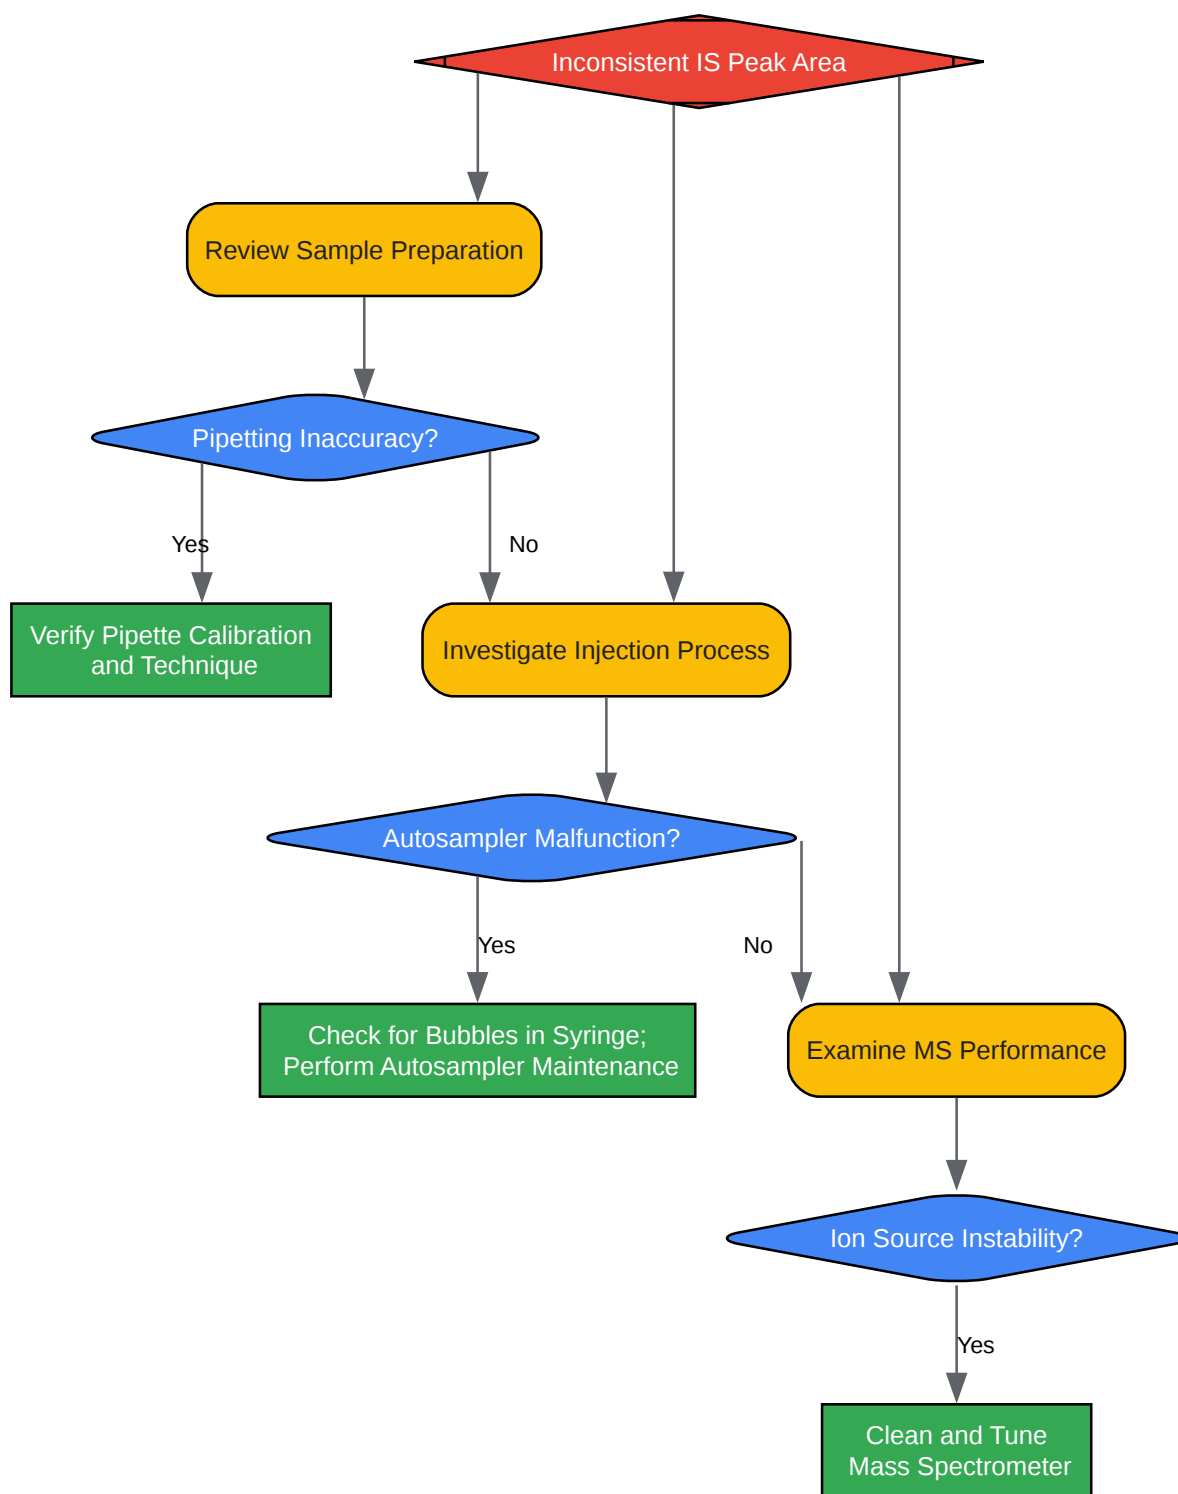 Inconsistent IS Peak Area
Review Sample Preparation
Pipetting Inaccuracy?
Yes
No
Verify Pipette Calibration
and Technique
Investigate Injection Process
Autosampler Malfunction?
Yes
No
Check for Bubbles in Syringe;
Perform Autosampler Maintenance
Examine MS Performance
Ion Source Instability?
Yes
Clean and Tune
Mass Spectrometer